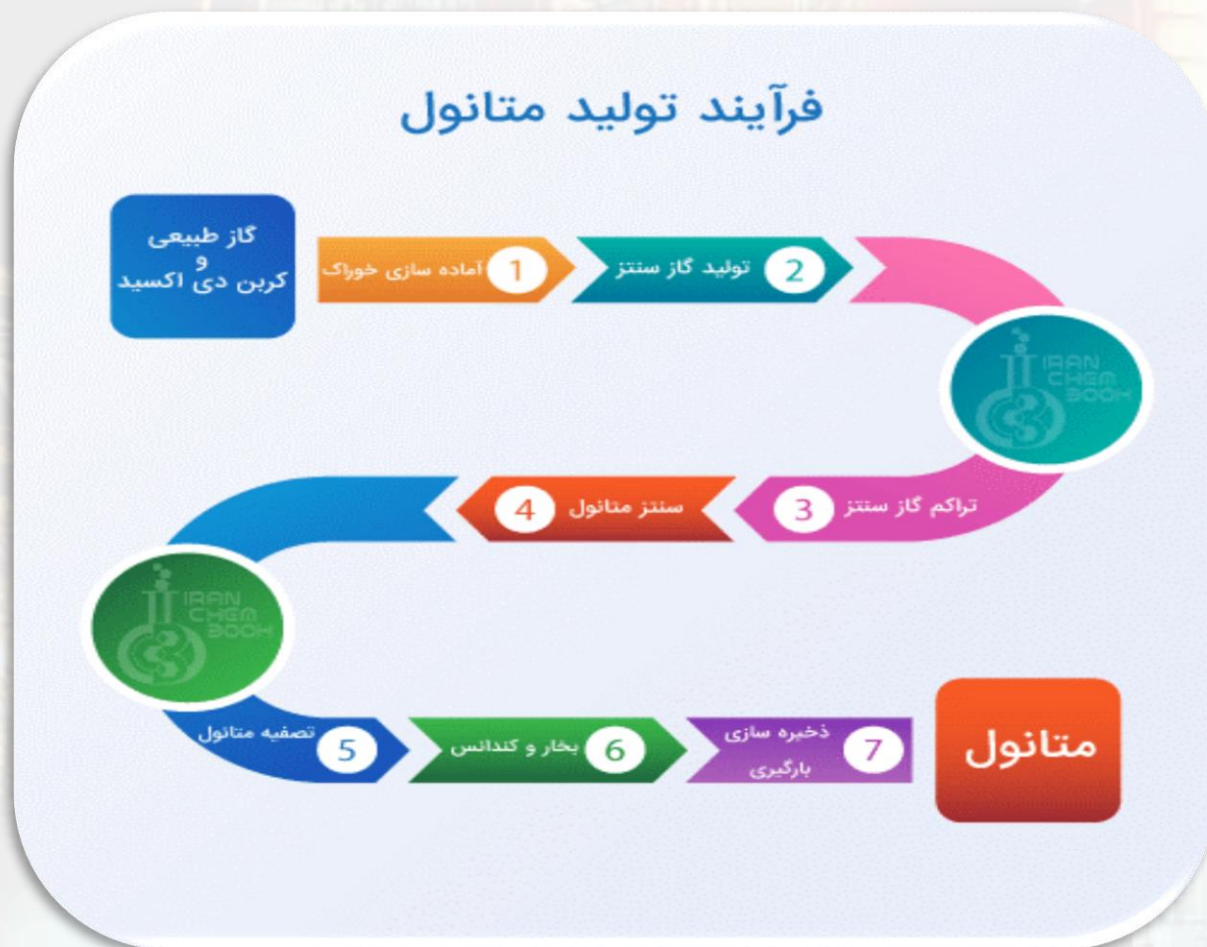 فرآیند تولید متانول
گاز طبیعی
و
کربن دی اکسید
آماده سازی خوراک 1
تولید گاز سنتز 2
IRAN
CHEM
BOOK
تراکم گاز سنتز 3
سنتز متانول 4
IRAN
CHEM
BOOK
تصفیه متانول 5
بخار و کندانس 6
ذخیره سازی 7
بارگیری
متانول